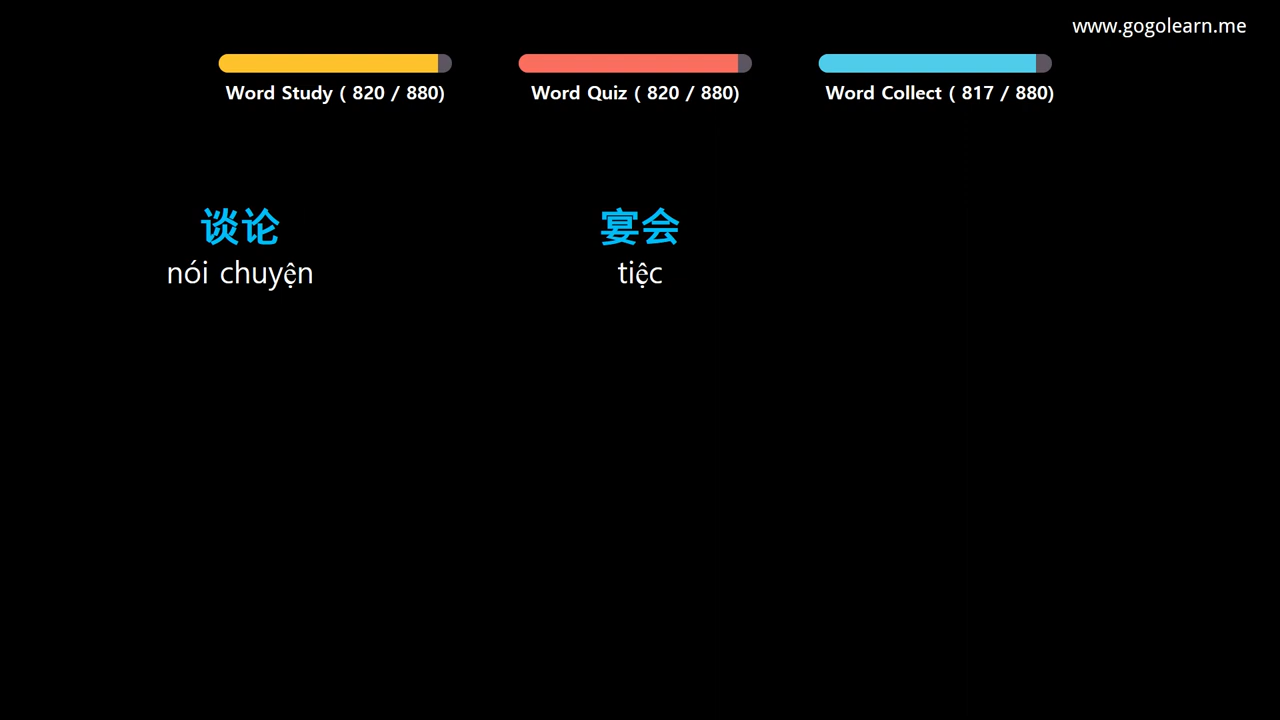 www.gogolearn.me
Word Study ( 820 / 880)
Word Quiz ( 820 / 880)
Word Collect ( 817 / 880)
谈论
nói chuyện
宴会
tiệc